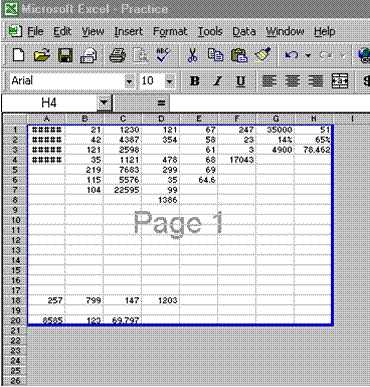 Microsoft Excel - Practice
File Edit View Insert Format Tools Data Window Help
Arial 10 B I U
H4 =
A B C D E F G H I
1 ##### 21 1230 121 67 247 35000 51
2 ##### 42 4387 354 58 23 14% 65%
3 ##### 121 2598 61 3 4900 78.462
4 ##### 35 1121 478 68 17043
5 219 7683 299 69
6 115 5576 35 64.6
7 104 22595 99
8 1386
9
10
Page 1
11
12
13
14
15
16
17
18 257 799 147 1203
19
20 8585 123 69.797
21
22
23
24
25
26